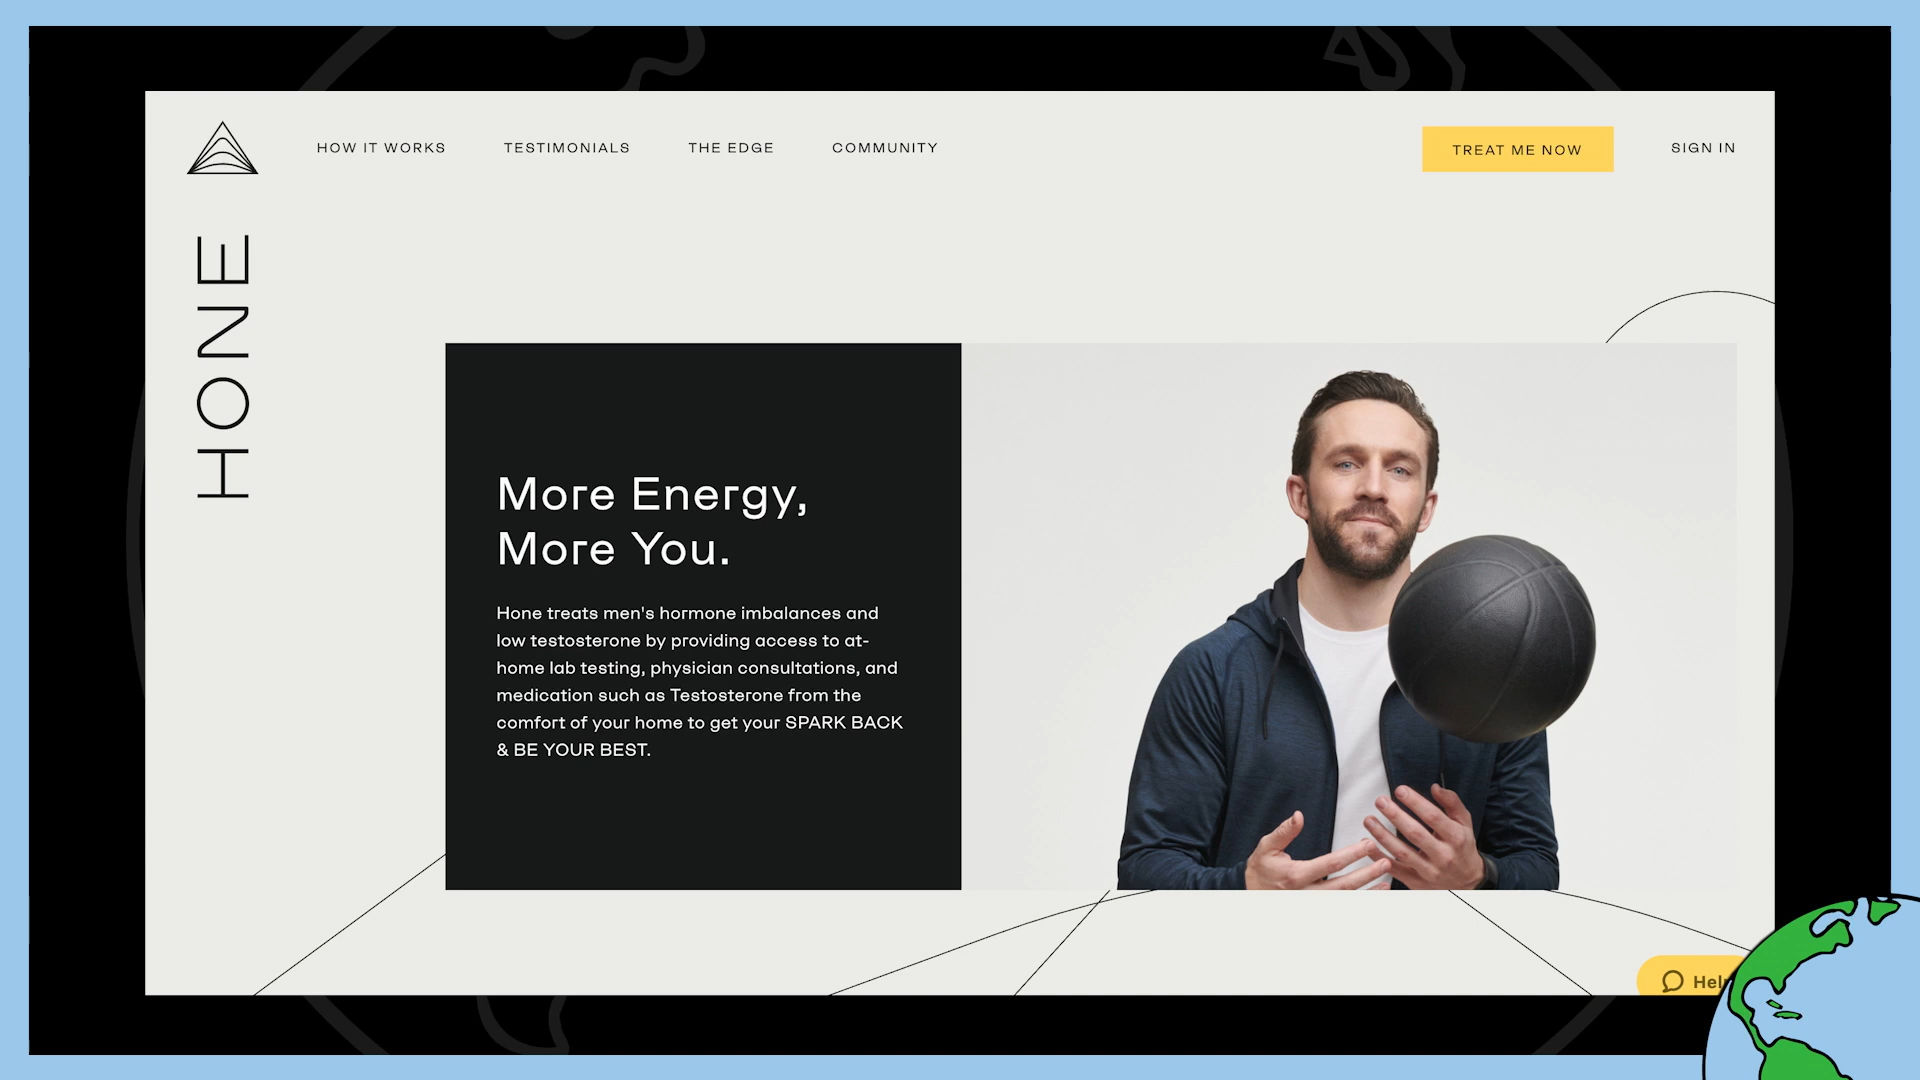 HOW IT WORKS
TESTIMONIALS
THE EDGE
COMMUNITY
TREAT ME NOW
SIGN IN
HONE
More Energy,
More You.
Hone treats men's hormone imbalances and
low testosterone by providing access to at-
home lab testing, physician consultations, and
medication such as Testosterone from the
comfort of your home to get your SPARK BACK
& BE YOUR BEST.